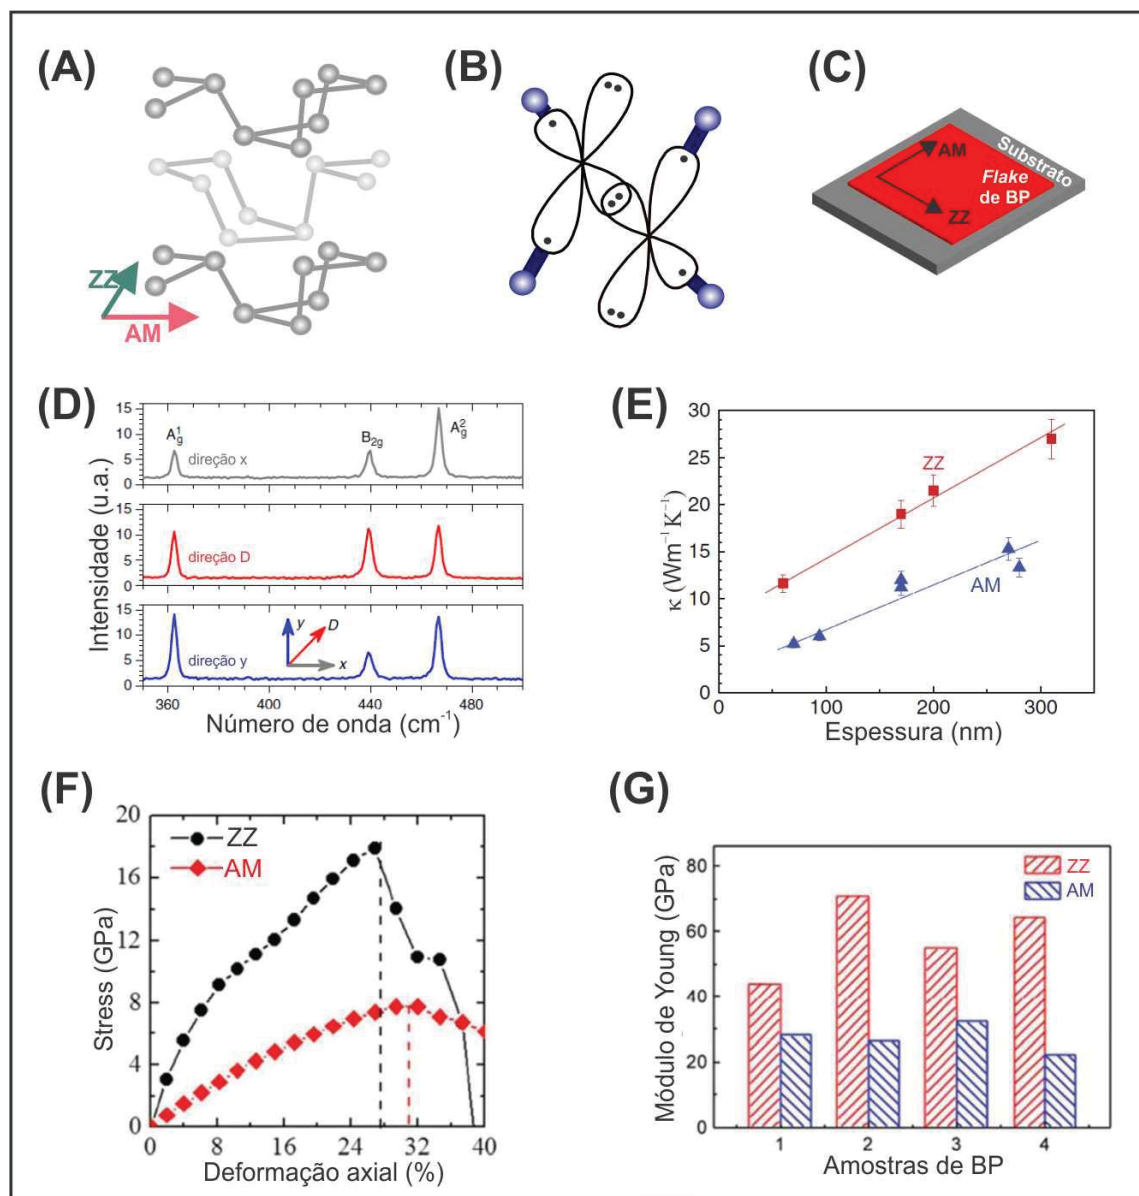 (A)
ZZ
AM
(B)
(C)
AM
ZZ
Flake
de BP
Substrato
(D)
Intensidade (u.a.)
15
10
5
0
A¹g
B2g
A²g
direção x
15
10
5
0
direção D
15
10
5
0
direção y
y
D
x
360
400
440
480
Número de onda (cm⁻¹)
(E)
κ (Wm⁻¹K⁻¹)
30
25
20
15
10
5
0
ZZ
AM
0
100
200
300
Espessura (nm)
(F)
Stress (GPa)
20
16
12
8
4
0
ZZ
AM
0
8
16
24
32
40
Deformação axial (%)
(G)
Módulo de Young (GPa)
80
60
40
20
0
ZZ
AM
1
2
3
4
Amostras de BP